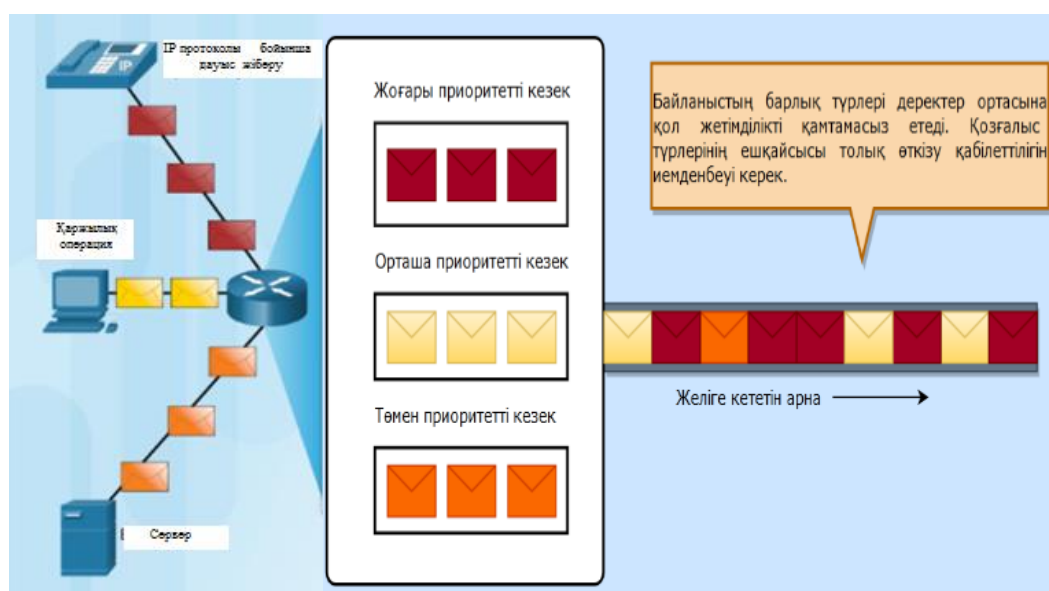 IP протоколы бойынша
дауыс жіберу
IP
Қаржылық
операция
Сервер
Жоғары приоритетті кезек
Орташа приоритетті кезек
Төмен приоритетті кезек
Байланыстың барлық түрлері деректер ортасына
қол жетімділікті қамтамасыз етеді. Қозғалыс
түрлерінің ешқайсысы толық өткізу қабілеттілігін
иемденбеуі керек.
Желіге кететін арна